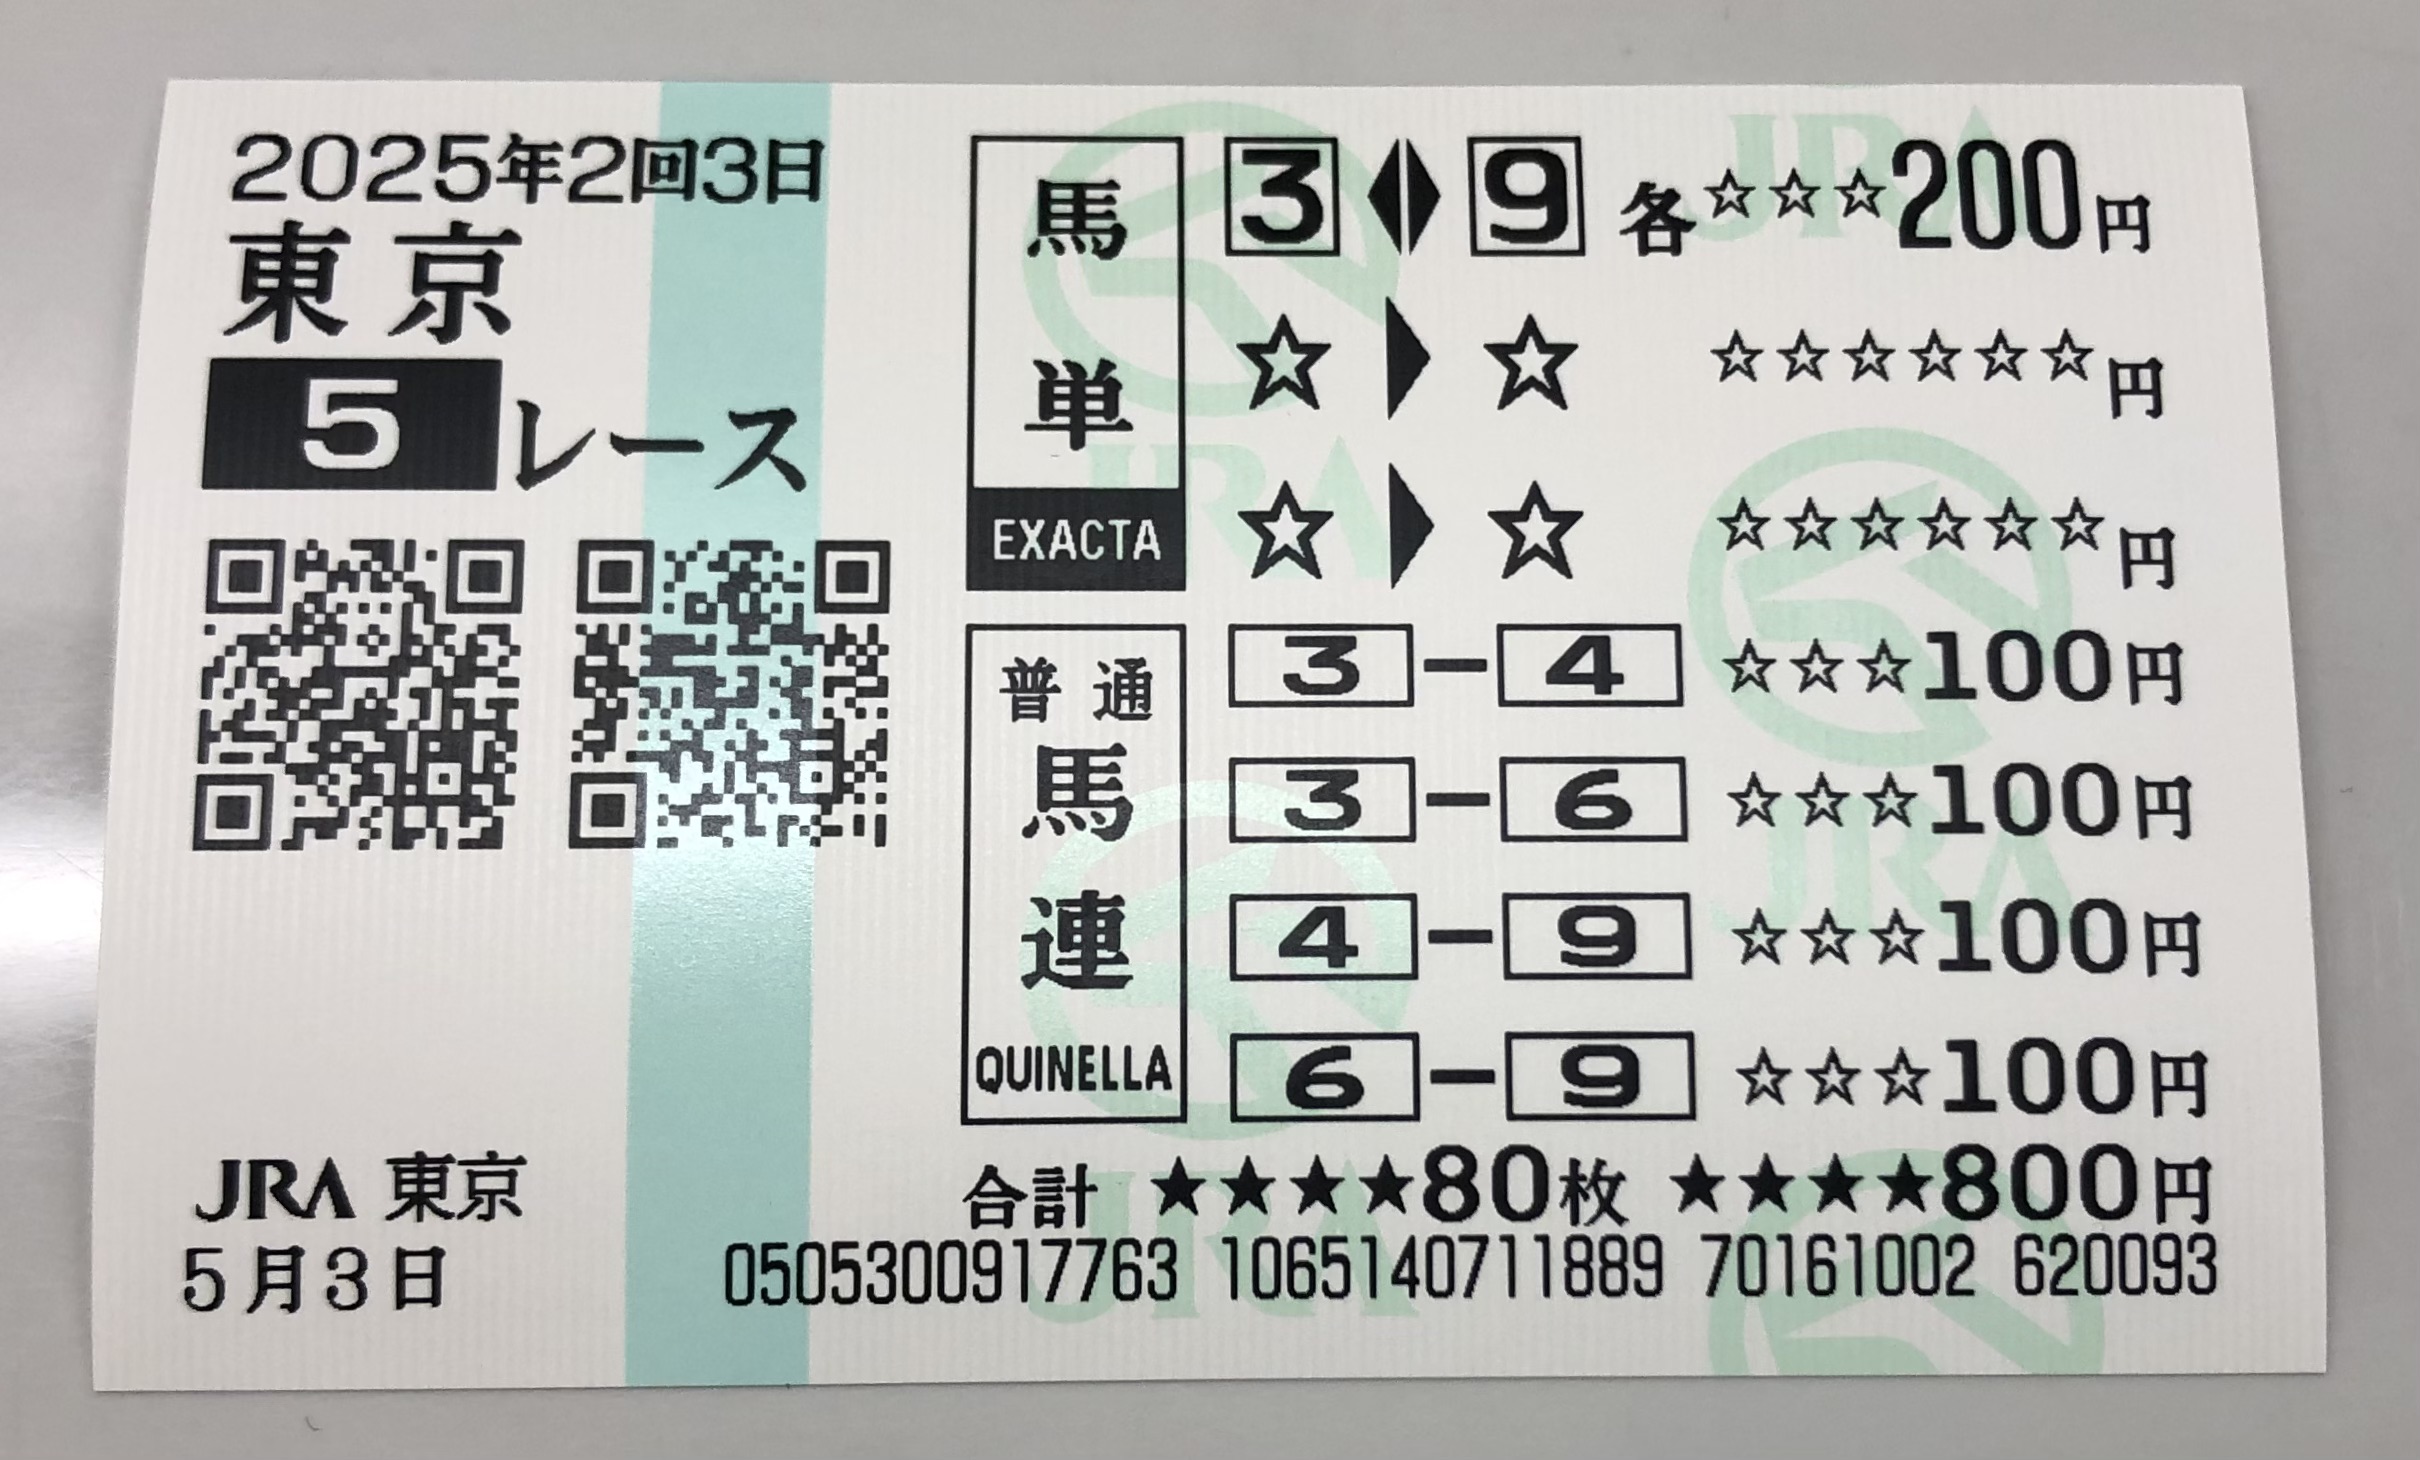 2025年2回3日
東京
5レース
JRA 東京
5月3日
馬単
EXACTA
3 ◀▶ 9 各☆☆☆200円
☆ ▶ ☆ ☆☆☆☆☆☆円
☆ ▶ ☆ ☆☆☆☆☆☆円
普通
馬連
QUINELLA
3 - 4 ☆☆☆100円
3 - 6 ☆☆☆100円
4 - 9 ☆☆☆100円
6 - 9 ☆☆☆100円
合計 ★★★★80枚 ★★★★800円
0505300917763 1065140711889 70161002 620093